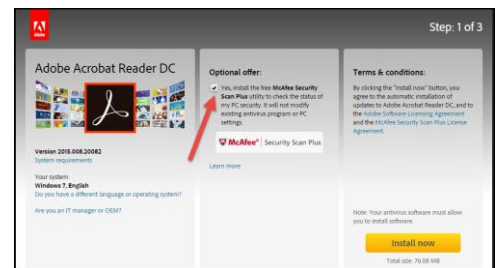 Adobe
Step: 1 of 3
Adobe Acrobat Reader DC
Version 2015.008.20082
System requirements
Your system:
Windows 7, English
Do you have a different language or operating system?
Are you an IT manager or OEM?
Optional offer:
Yes, install the free McAfee Security
Scan Plus utility to check the status of
my PC security. It will not modify
existing antivirus program or PC
settings.
McAfee® | Security Scan Plus
Learn more
Terms & conditions:
By clicking the "Install now" button, you
agree to the automatic installation of
updates to Adobe Acrobat Reader DC, and to
the Adobe Software Licensing Agreement
and the McAfee Security Scan Plus License
Agreement.
Note: Your antivirus software must allow
you to install software.
Install now
Total size: 76.08 MB